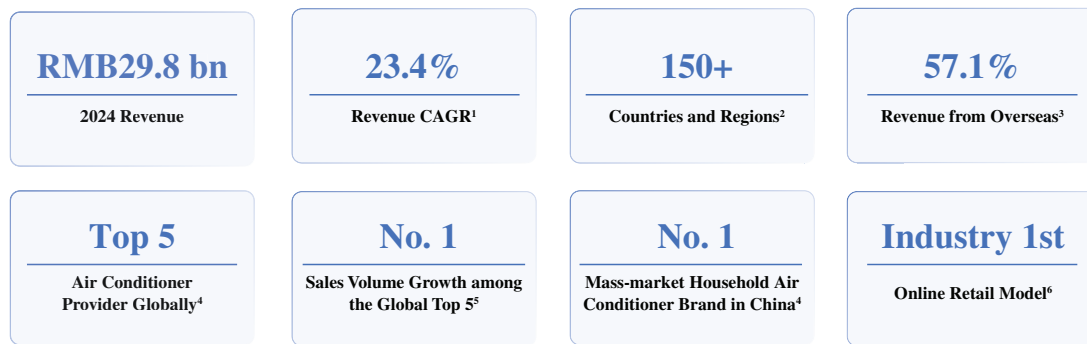 RMB29.8 bn
2024 Revenue
23.4%
Revenue CAGR¹
150+
Countries and Regions²
57.1%
Revenue from Overseas³
Top 5
Air Conditioner
Provider Globally⁴
No. 1
Sales Volume Growth among
the Global Top 5⁵
No. 1
Mass-market Household Air
Conditioner Brand in China⁴
Industry 1st
Online Retail Model⁶